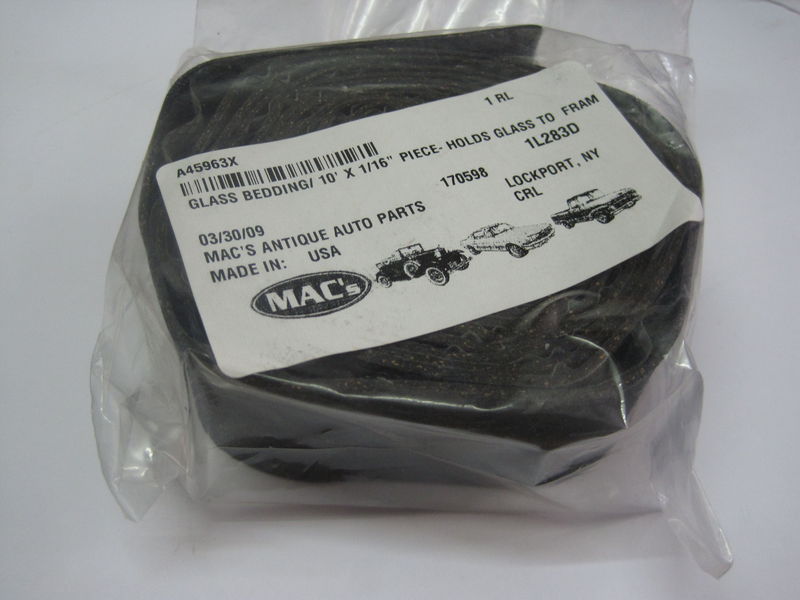 1 RL
A45963X
GLASS BEDDING/ 10' X 1/16" PIECE- HOLDS GLASS TO FRAM
1L283D
03/30/09 170598 LOCKPORT, NY
MAC'S ANTIQUE AUTO PARTS CRL
MADE IN: USA
MAC's